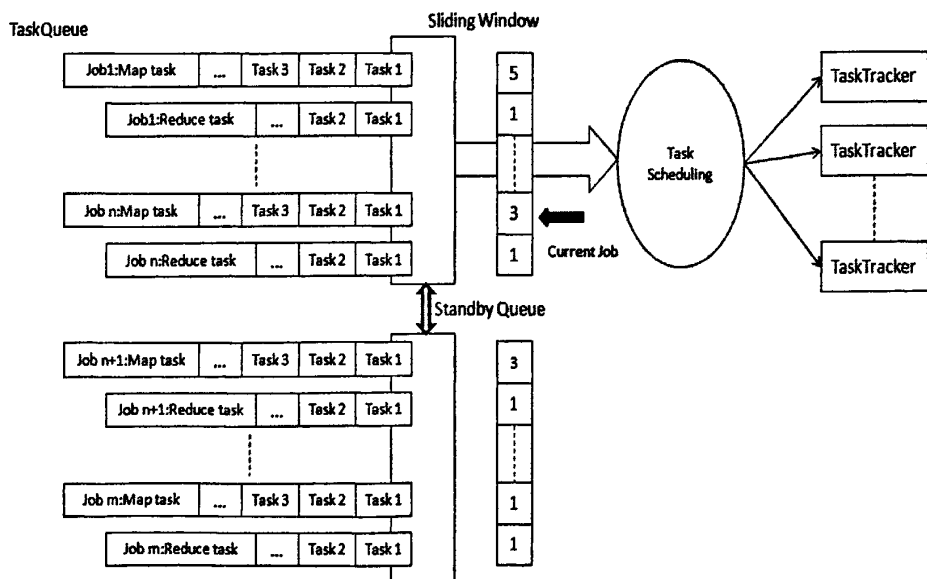 Sliding Window
TaskQueue
Job1:Map task ... Task 3 Task 2 Task 1
Job1:Reduce task ... Task 2 Task 1
Job n:Map task ... Task 3 Task 2 Task 1
Job n:Reduce task ... Task 2 Task 1
5
1
3
1
Current Job
Task
Scheduling
TaskTracker
TaskTracker
TaskTracker
Standby Queue
Job n+1:Map task ... Task 3 Task 2 Task 1
Job n+1:Reduce task ... Task 2 Task 1
Job m:Map task ... Task 3 Task 2 Task 1
Job m:Reduce task ... Task 2 Task 1
3
1
1
1